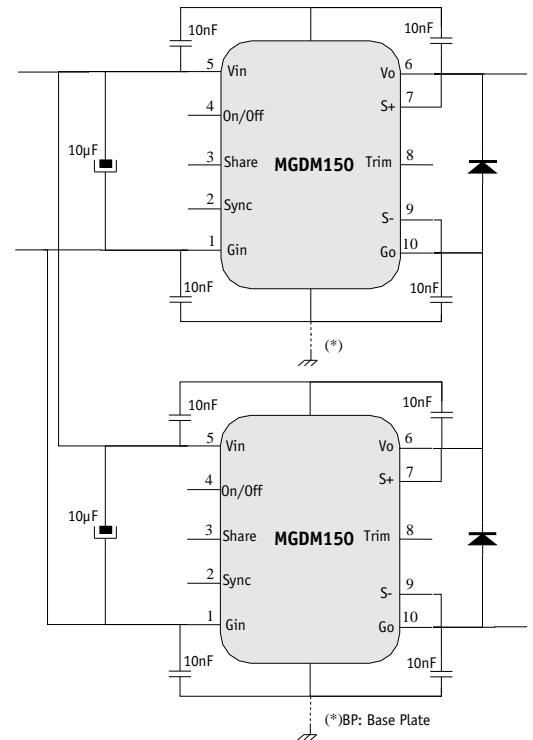 10nF
10nF
5 Vin
Vo 6
S+ 7
4 On/Off
10µF
3 Share
MGDM150
Trim 8
2 Sync
S- 9
1 Gin
Go 10
10nF
10nF
(*)
10nF
10nF
5 Vin
Vo 6
S+ 7
4 On/Off
10µF
3 Share
MGDM150
Trim 8
2 Sync
S- 9
1 Gin
Go 10
10nF
10nF
(*)BP: Base Plate